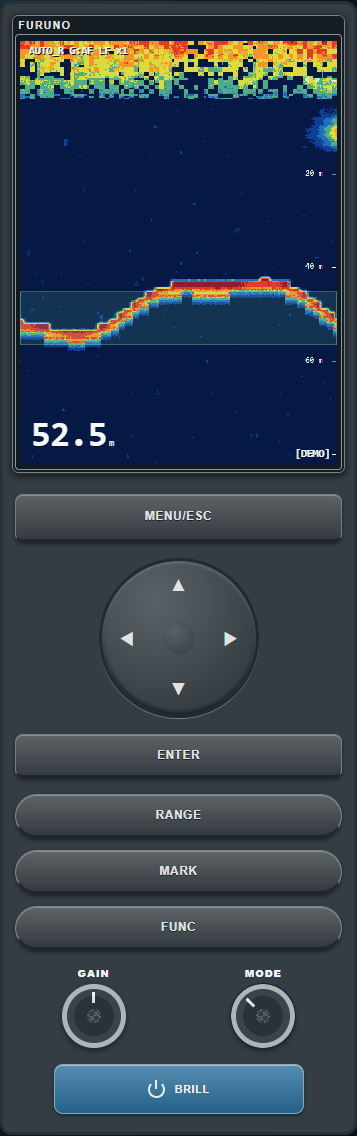 FURUNO
AUTO_R G:AF LF x1
20 m
40 m
60 m
52.5m
[DEMO]
MENU/ESC
ENTER
RANGE
MARK
FUNC
GAIN
MODE
BRILL